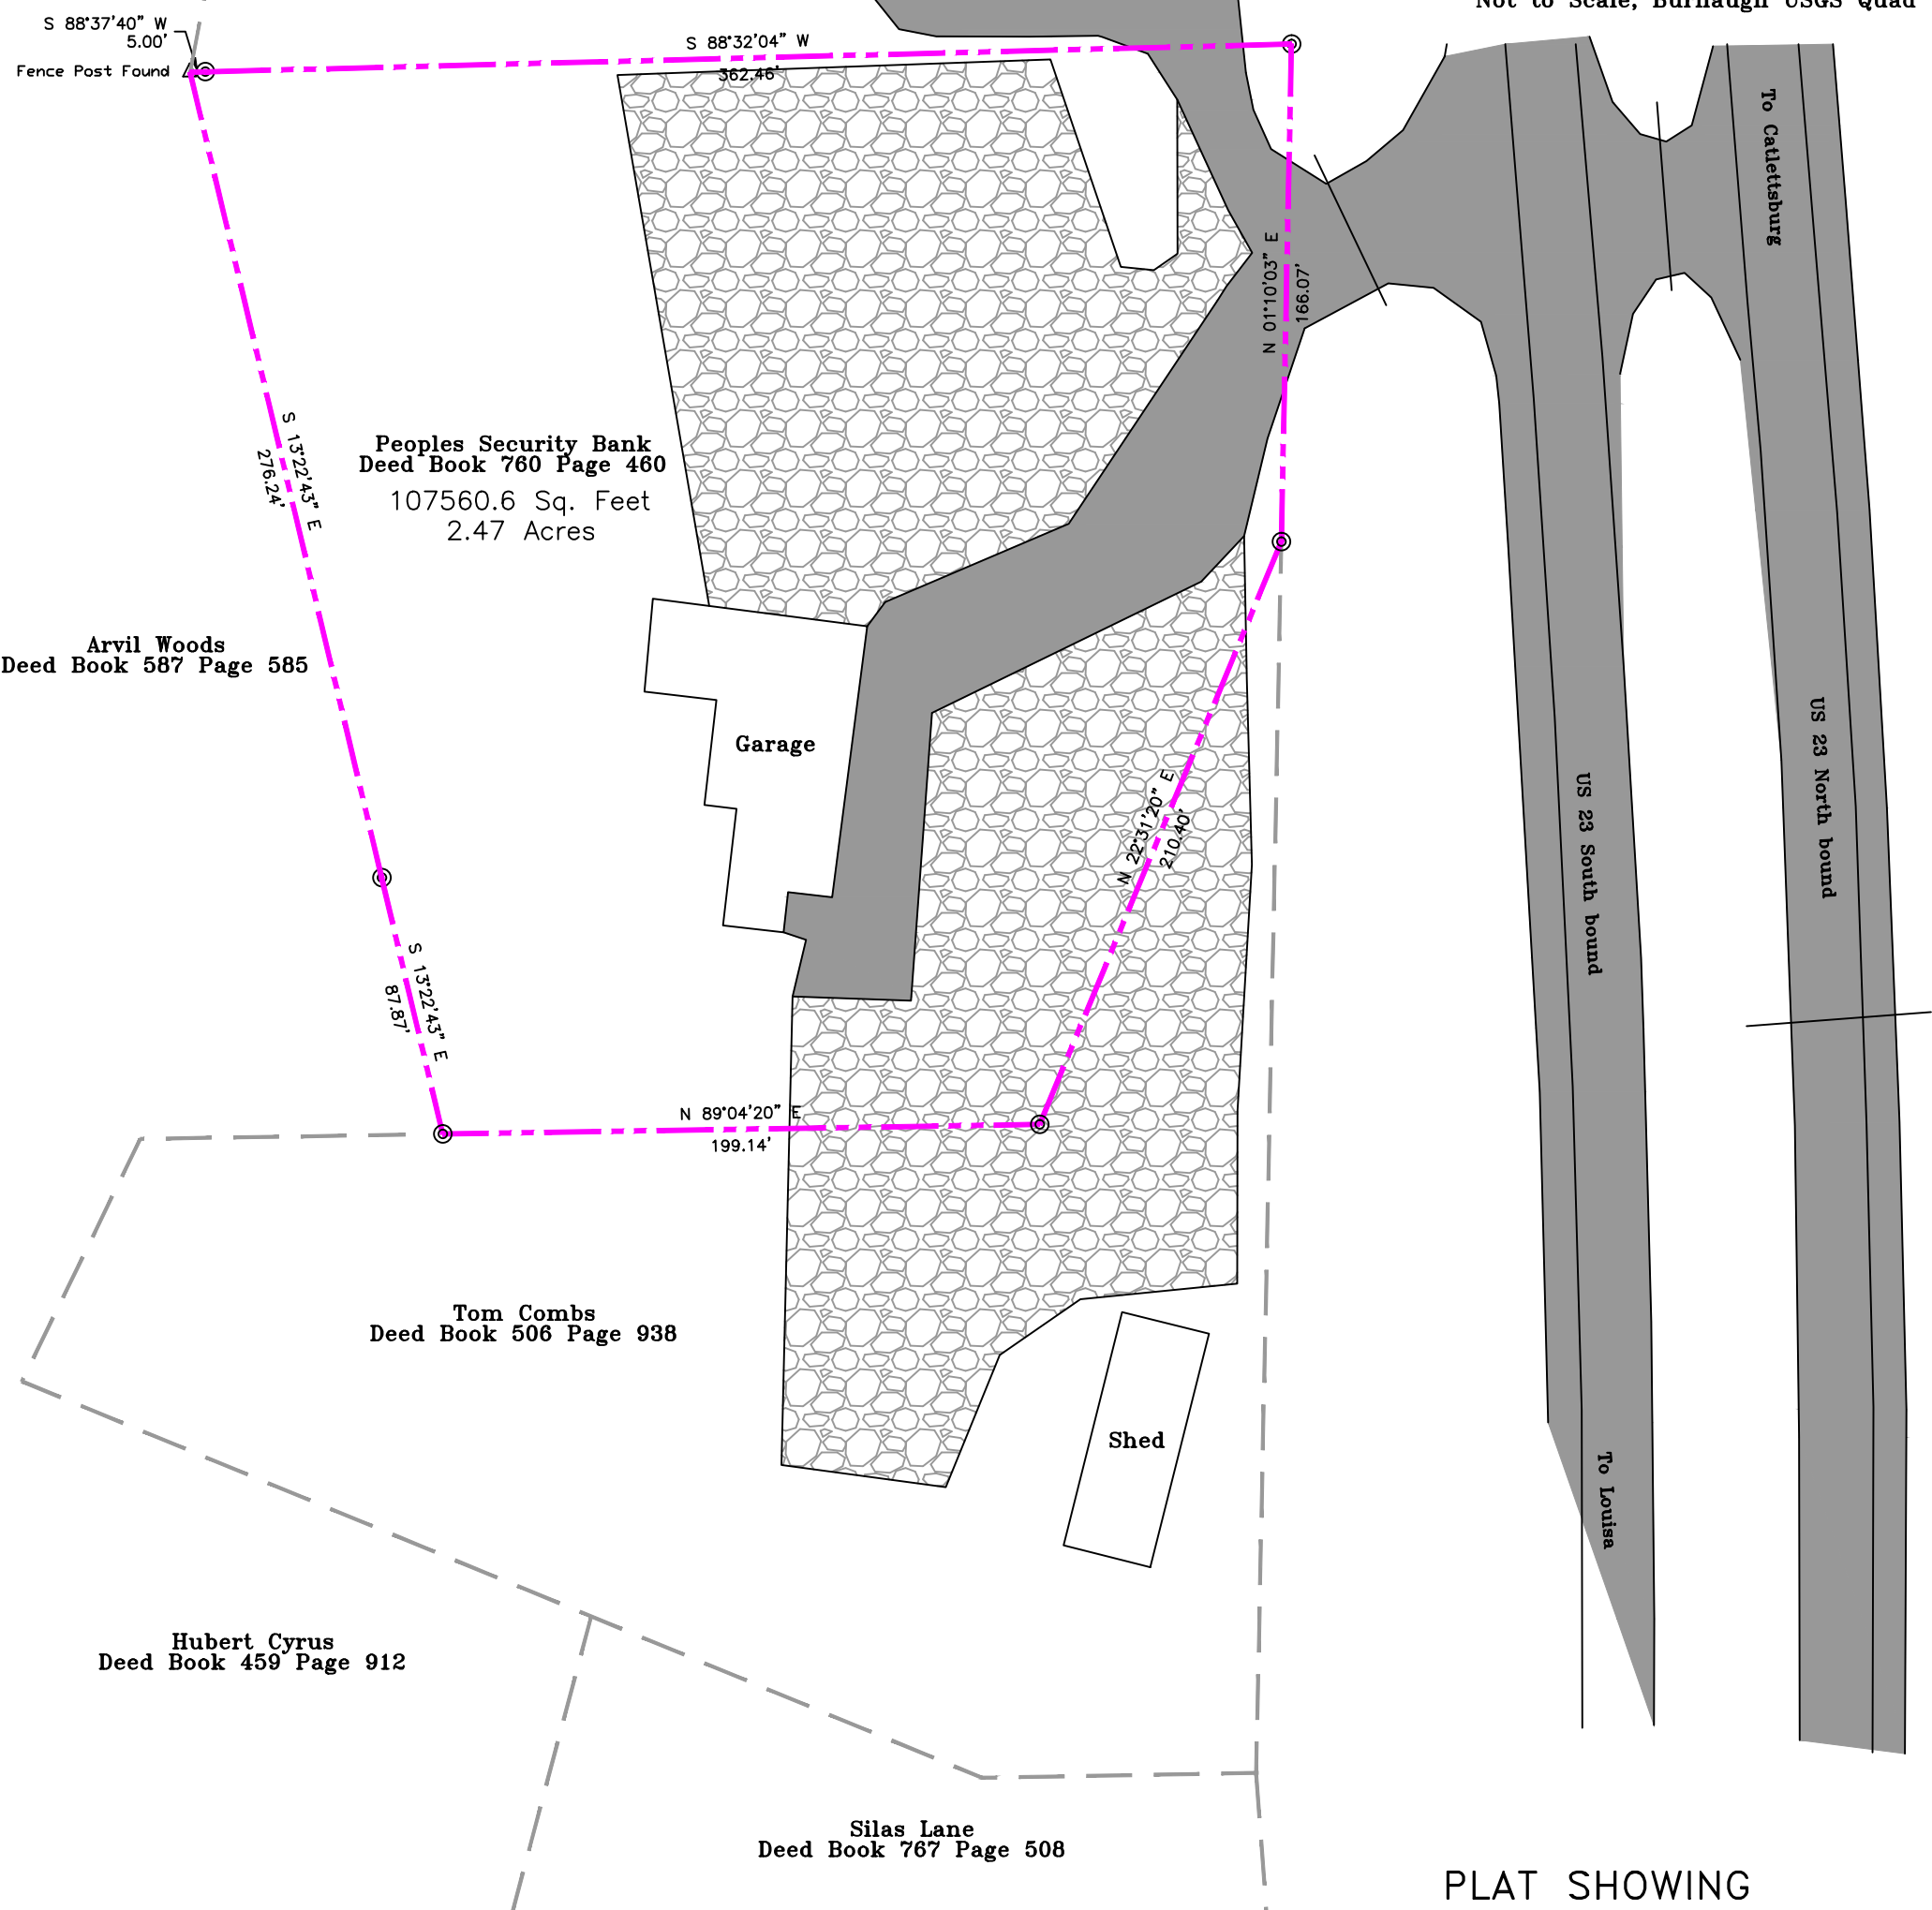 Not to Scale, Burnaugh USGS Quad
S 88°37'40" W
5.00'
Fence Post Found
S 88°32'04" W
362.46'
To Catlettsburg
N 01°10'03" E
166.07'
S 13°22'43" E
276.24'
Peoples Security Bank
Deed Book 760 Page 460
107560.6 Sq. Feet
2.47 Acres
Arvil Woods
Deed Book 587 Page 585
Garage
US 23 North bound
US 23 South bound
N 22°31'20" E
210.40'
S 13°22'43" E
87.87'
N 89°04'20" E
199.14'
Tom Combs
Deed Book 506 Page 938
Shed
To Louisa
Hubert Cyrus
Deed Book 459 Page 912
Silas Lane
Deed Book 767 Page 508
PLAT SHOWING